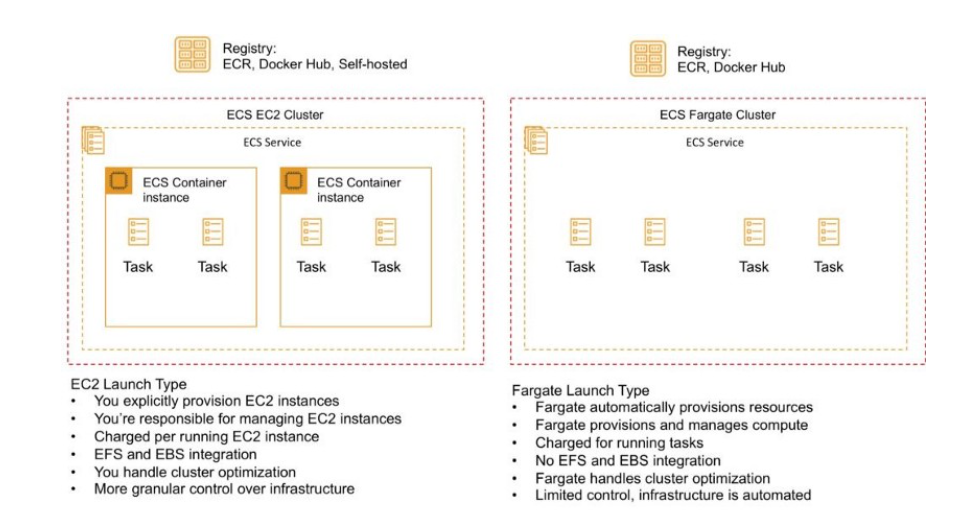 Registry:
ECR, Docker Hub, Self-hosted
ECS EC2 Cluster
ECS Service
ECS Container
instance
Task
Task
ECS Container
instance
Task
Task
EC2 Launch Type
• You explicitly provision EC2 instances
• You're responsible for managing EC2 instances
• Charged per running EC2 instance
• EFS and EBS integration
• You handle cluster optimization
• More granular control over infrastructure
Registry:
ECR, Docker Hub
ECS Fargate Cluster
ECS Service
Task
Task
Task
Task
Fargate Launch Type
• Fargate automatically provisions resources
• Fargate provisions and manages compute
• Charged for running tasks
• No EFS and EBS integration
• Fargate handles cluster optimization
• Limited control, infrastructure is automated